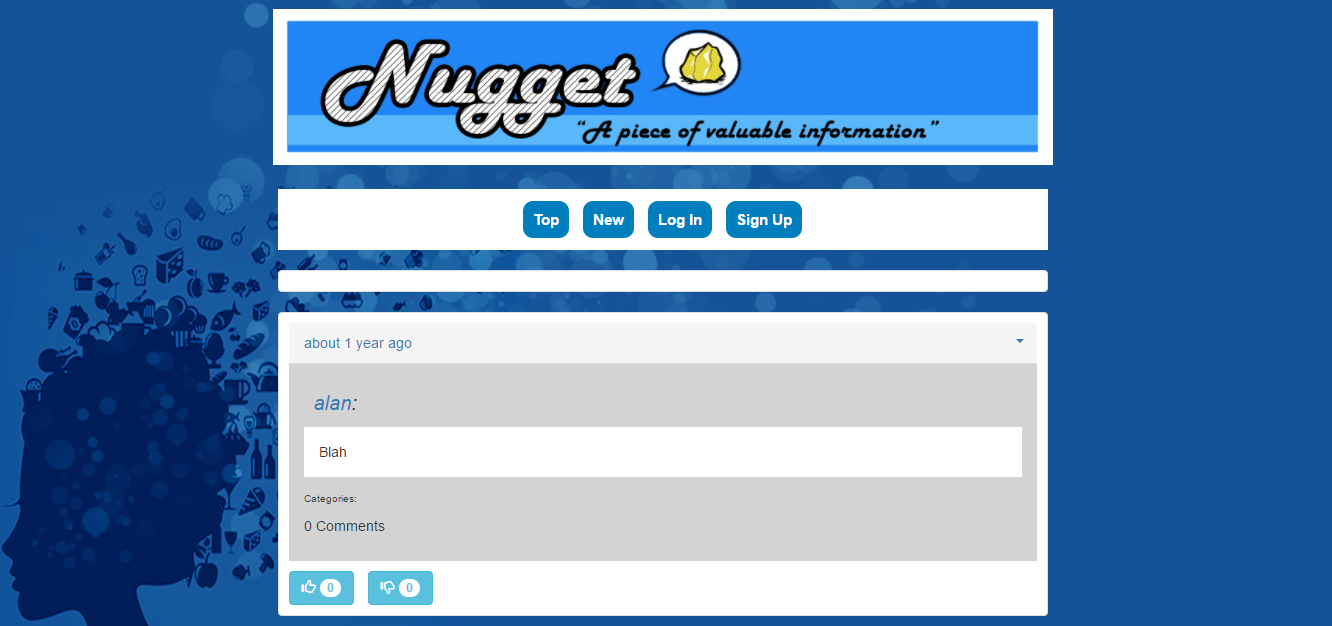 Nugget
“A piece of valuable information”
Top New Log In Sign Up
about 1 year ago
alan:
Blah
Categories:
0 Comments
0 0